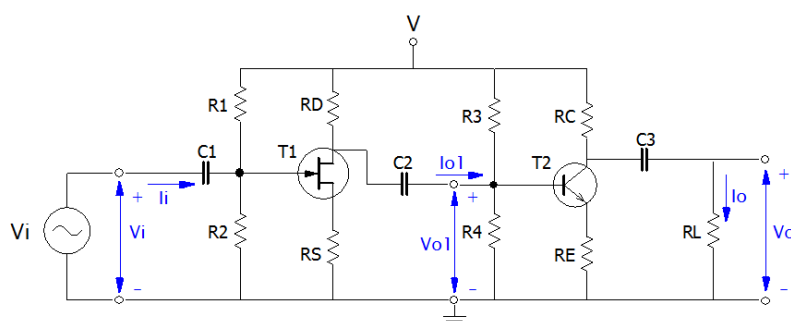 V
R1
RD
R3
RC
C1
T1
C2
Io1
T2
C3
Ii
+
+
+
Vi
Vi
R2
RS
Vo1
R4
RE
RL
Io
Vo
-
-
-